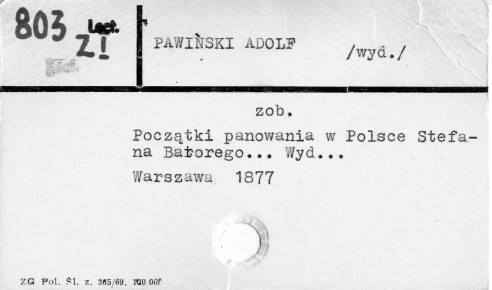 803 Lect.
Z I
PAWIŃSKI ADOLF /wyd./
zob.
Początki panowania w Polsce Stefa-
na Batorego... Wyd...
Warszawa 1877
ZG Pol. Śl. z. 365/69. 120 000